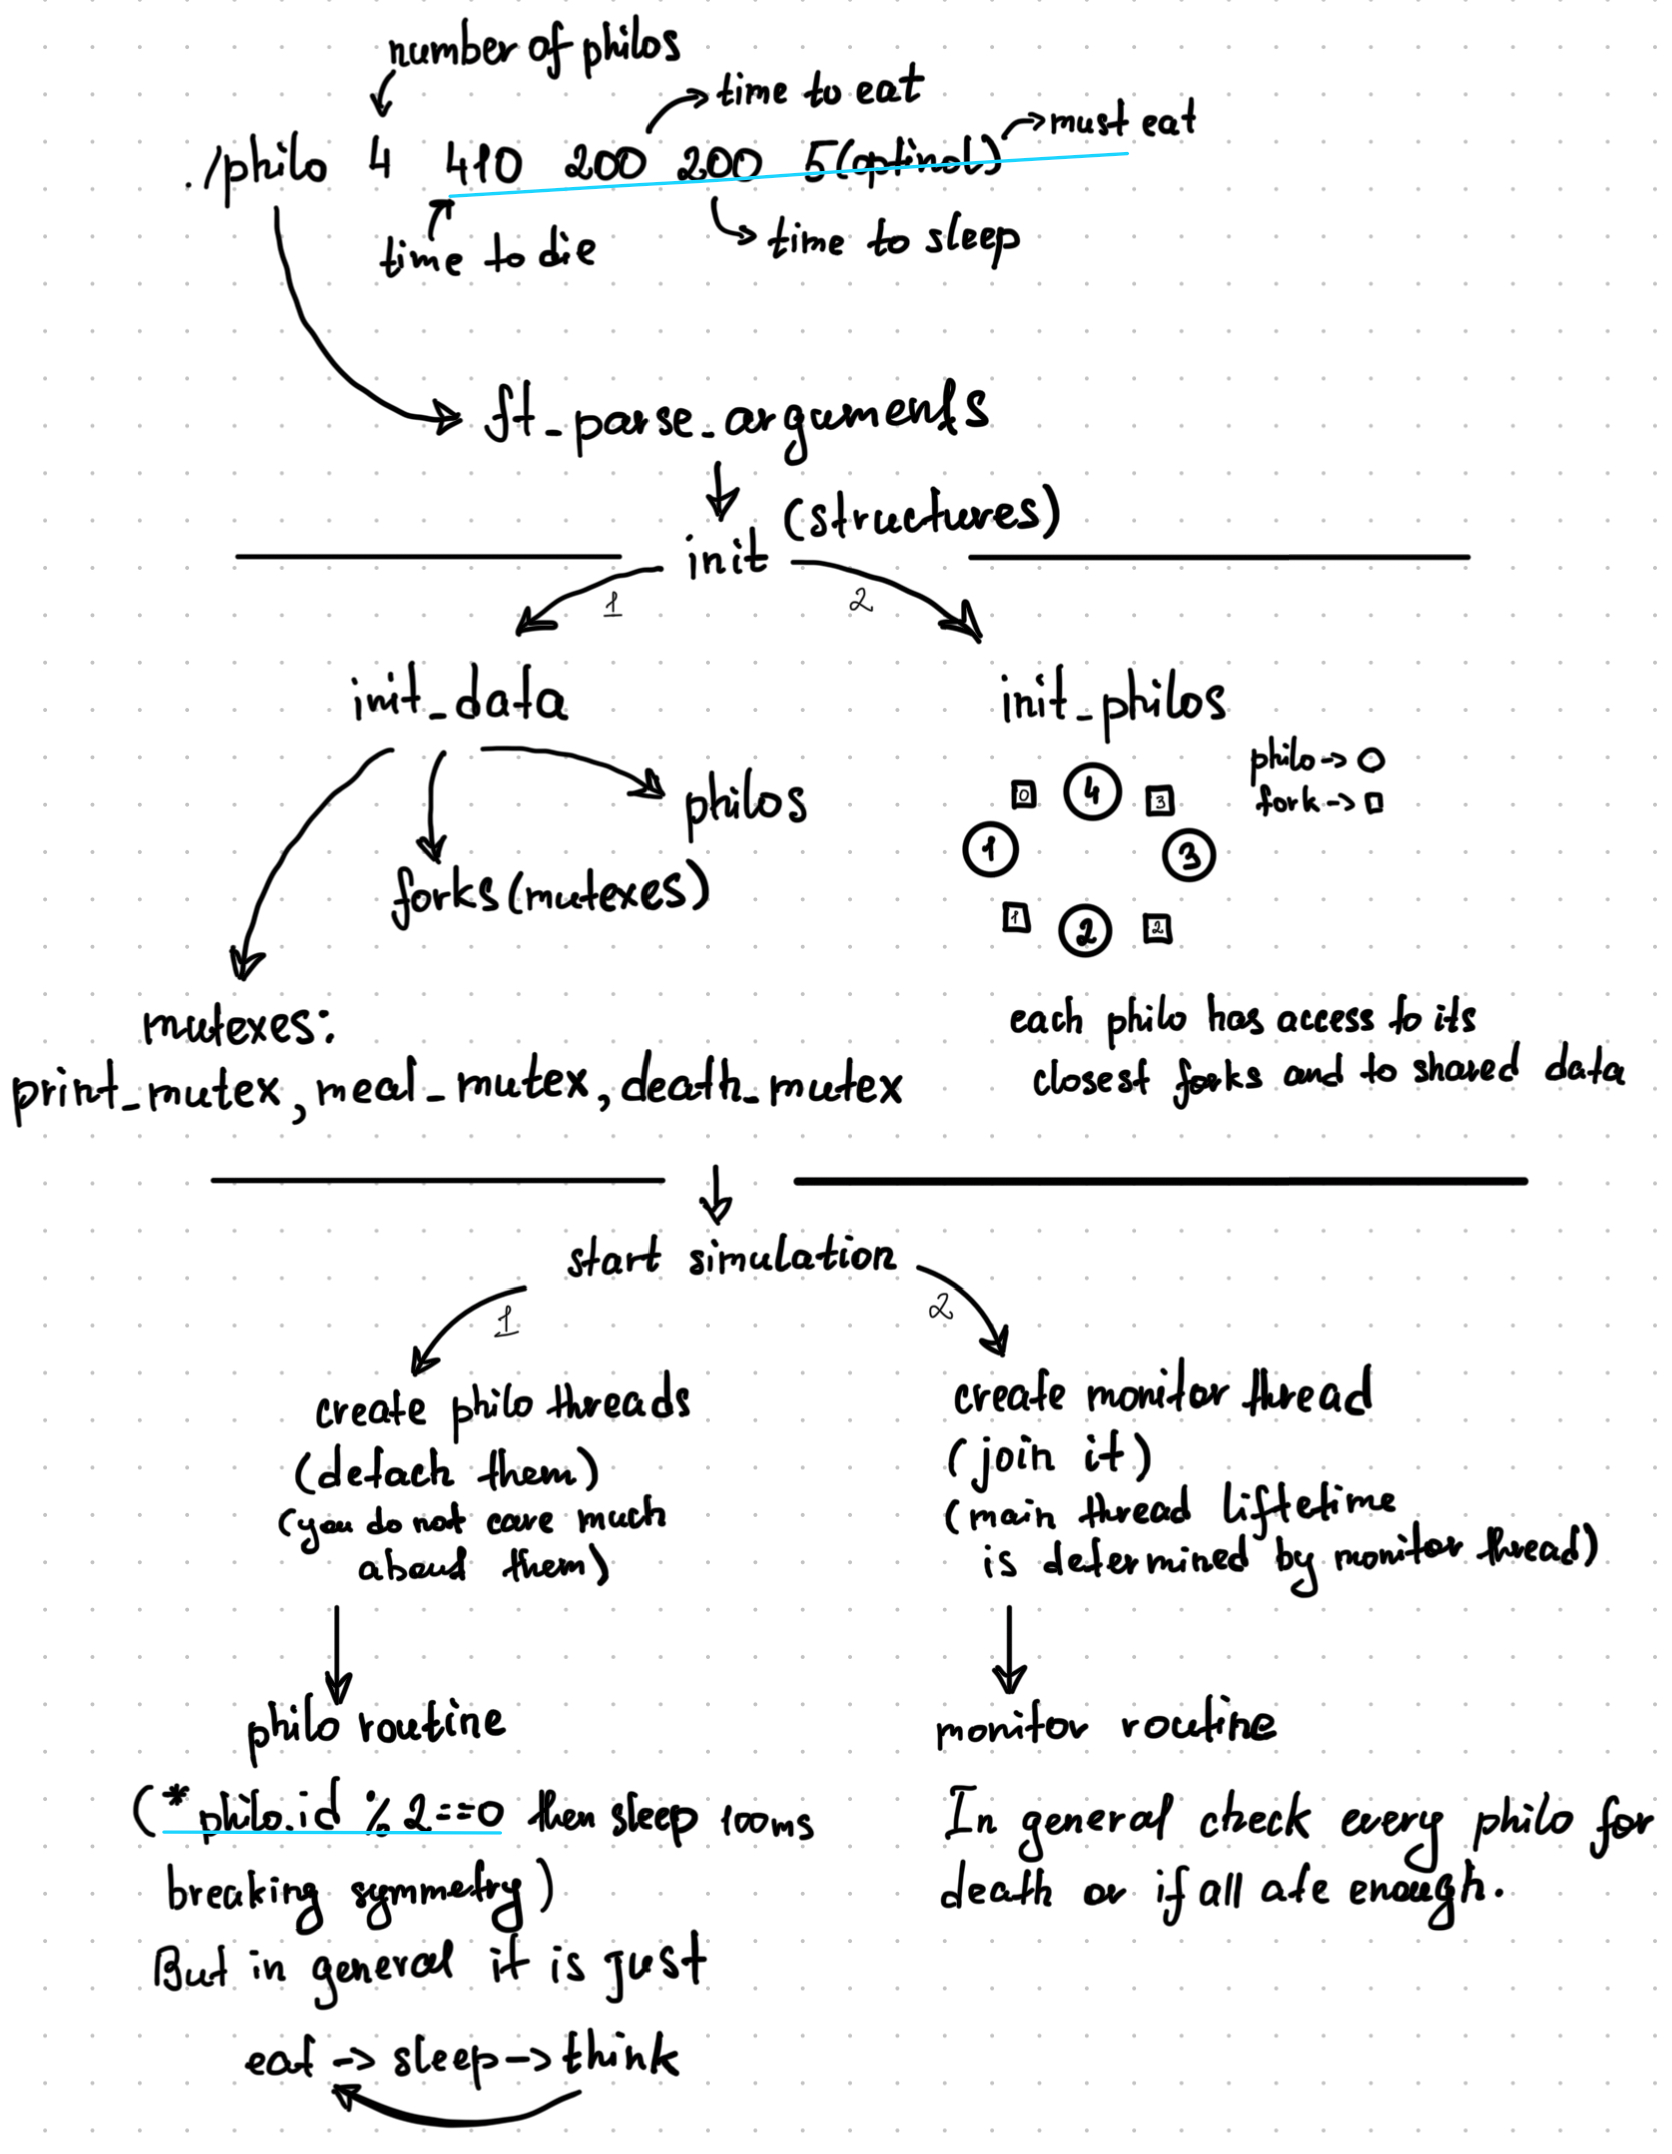 number of philos
time to eat
must eat
./philo 4 410 200 200 5(optinol)
time to die
time to sleep
ft_parse_arguments
(structures)
init
1
2
init_data
init_philos
philo -> O
fork -> □
philos
0 4 3
1 3
forks (mutexes)
1 2 2
mutexes:
print_mutex, meal_mutex, death_mutex
each philo has access to its
closest forks and to shared data
start simulation
1
2
create philo threads
(detach them)
(you do not care much
about them)
create monitor thread
(join it)
(main thread liftetime
is determined by monitor thread)
philo routine
(*philo.id % 2==0 then sleep 100ms
breaking symmetry)
But in general it is just
eat -> sleep -> think
monitor routine
In general check every philo for
death or if all ate enough.